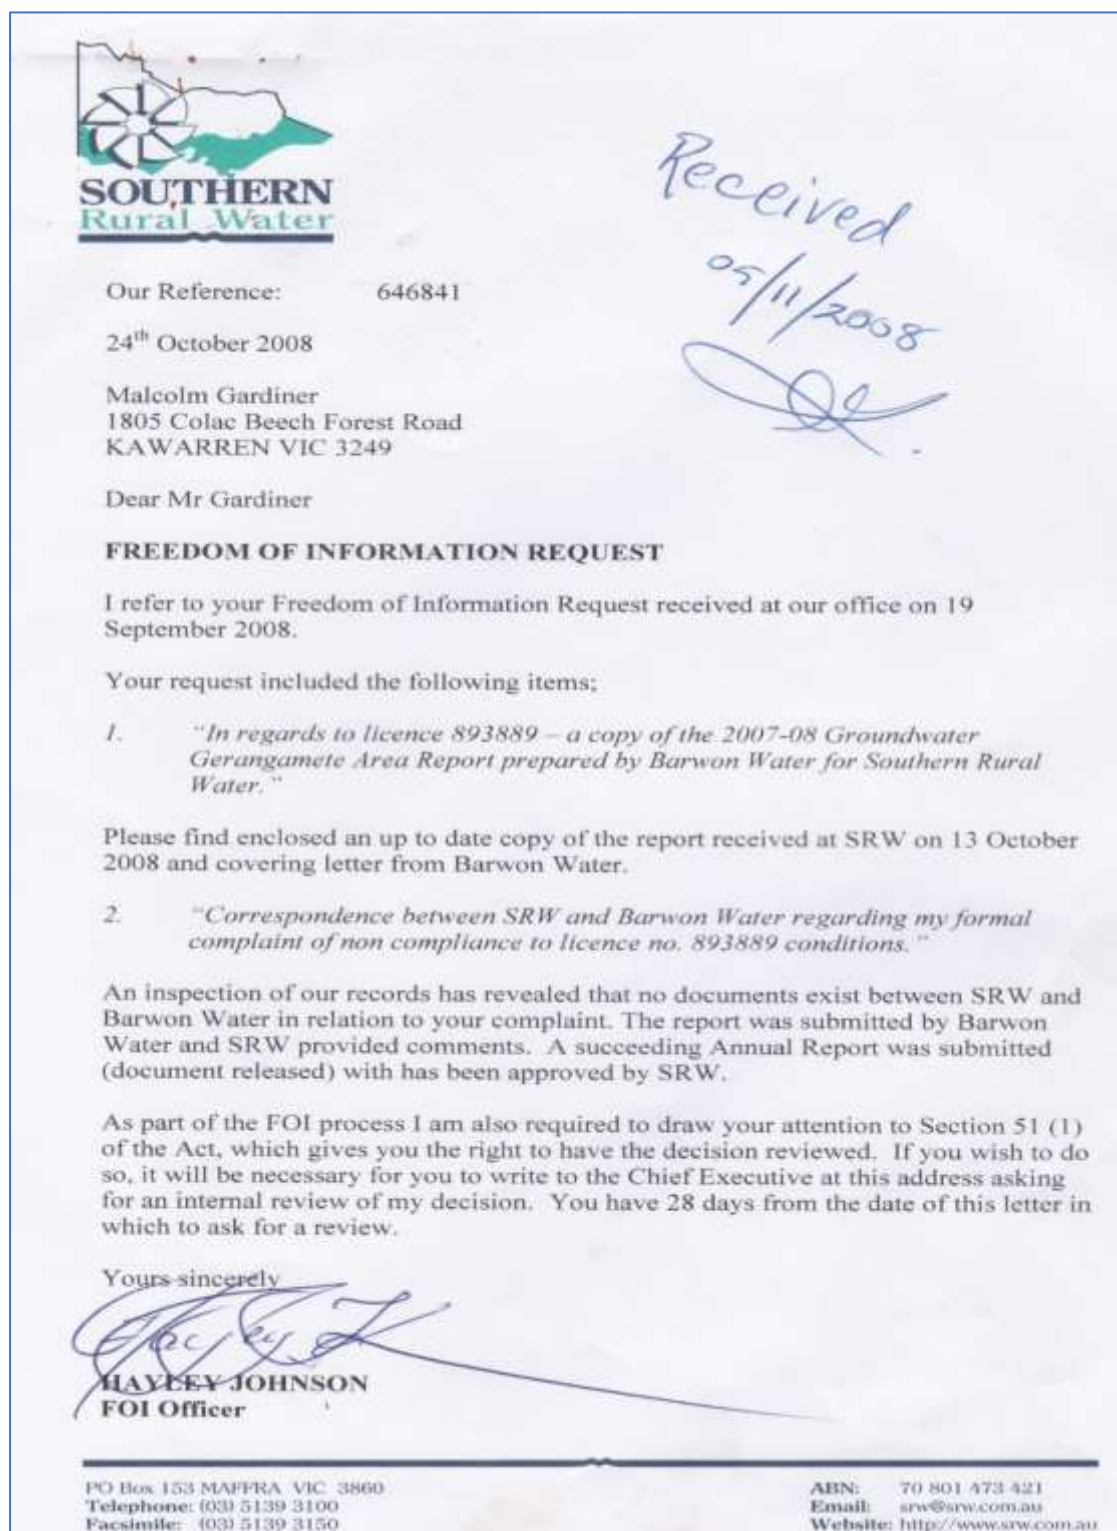 SOUTHERN
Rural Water
Received
05/11/2008
Our Reference: 646841
24th October 2008
Malcolm Gardiner
1805 Colac Beech Forest Road
KAWARREN VIC 3249
Dear Mr Gardiner
FREEDOM OF INFORMATION REQUEST
I refer to your Freedom of Information Request received at our office on 19
September 2008.
Your request included the following items;
1. "In regards to licence 893889 – a copy of the 2007-08 Groundwater
Gerangamete Area Report prepared by Barwon Water for Southern Rural
Water."
Please find enclosed an up to date copy of the report received at SRW on 13 October
2008 and covering letter from Barwon Water.
2. "Correspondence between SRW and Barwon Water regarding my formal
complaint of non compliance to licence no. 893889 conditions."
An inspection of our records has revealed that no documents exist between SRW and
Barwon Water in relation to your complaint. The report was submitted by Barwon
Water and SRW provided comments. A succeeding Annual Report was submitted
(document released) with has been approved by SRW.
As part of the FOI process I am also required to draw your attention to Section 51 (1)
of the Act, which gives you the right to have the decision reviewed. If you wish to do
so, it will be necessary for you to write to the Chief Executive at this address asking
for an internal review of my decision. You have 28 days from the date of this letter in
which to ask for a review.
Yours sincerely
HAYLEY JOHNSON
FOI Officer
PO Box 153 MAFFRA VIC 3860
Telephone: (03) 5139 3100
Facsimile: (03) 5139 3150
ABN: 70 801 473 421
Email: srw@srw.com.au
Website: http://www.srw.com.au